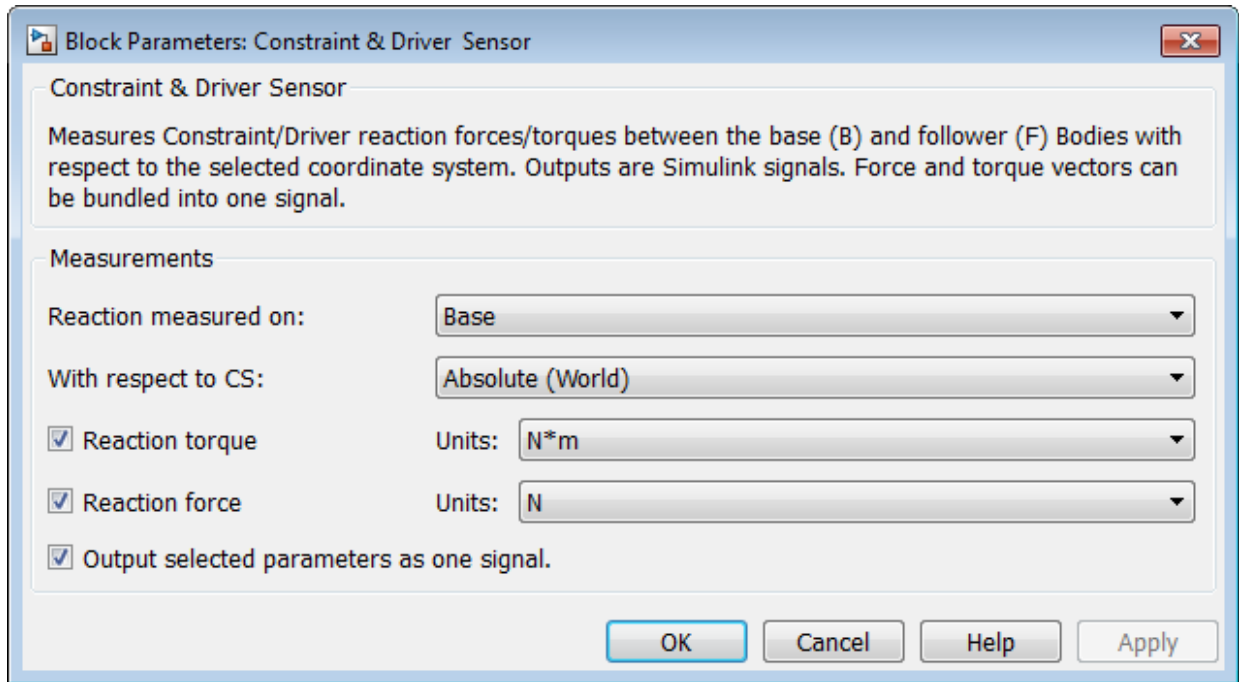 Block Parameters: Constraint & Driver Sensor
Constraint & Driver Sensor
Measures Constraint/Driver reaction forces/torques between the base (B) and follower (F) Bodies with
respect to the selected coordinate system. Outputs are Simulink signals. Force and torque vectors can
be bundled into one signal.
Measurements
Reaction measured on: Base
With respect to CS: Absolute (World)
Reaction torque Units: N*m
Reaction force Units: N
Output selected parameters as one signal.
OK Cancel Help Apply